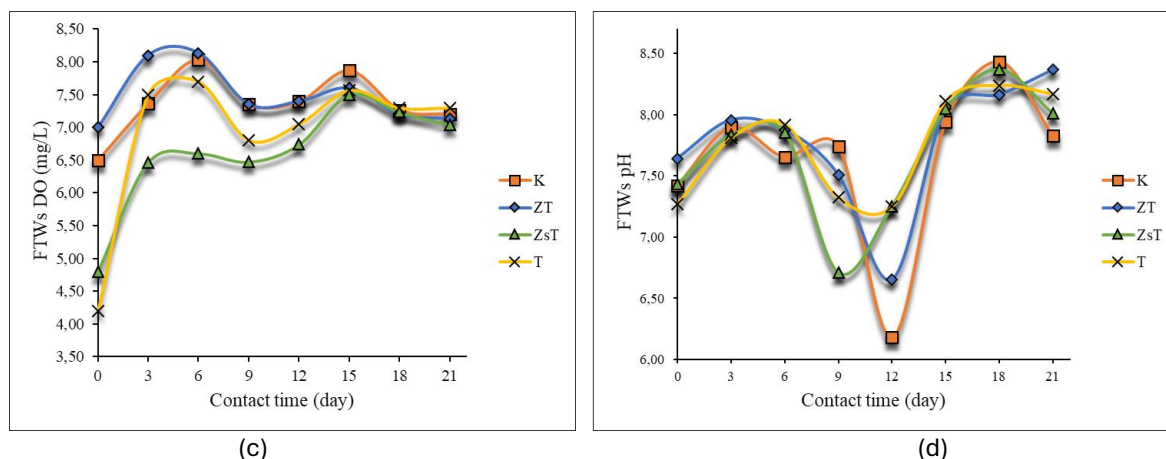 8.50
8.00
7.50
7.00
6.50
6.00
5.50
5.00
4.50
4.00
3.50
FTWs DO (mg/L)
0 3 6 9 12 15 18 21
Contact time (day)
K
ZT
ZsT
T
(c)
8.50
8.00
7.50
7.00
6.50
6.00
FTWs pH
0 3 6 9 12 15 18 21
Contact time (day)
K
ZT
ZsT
T
(d)